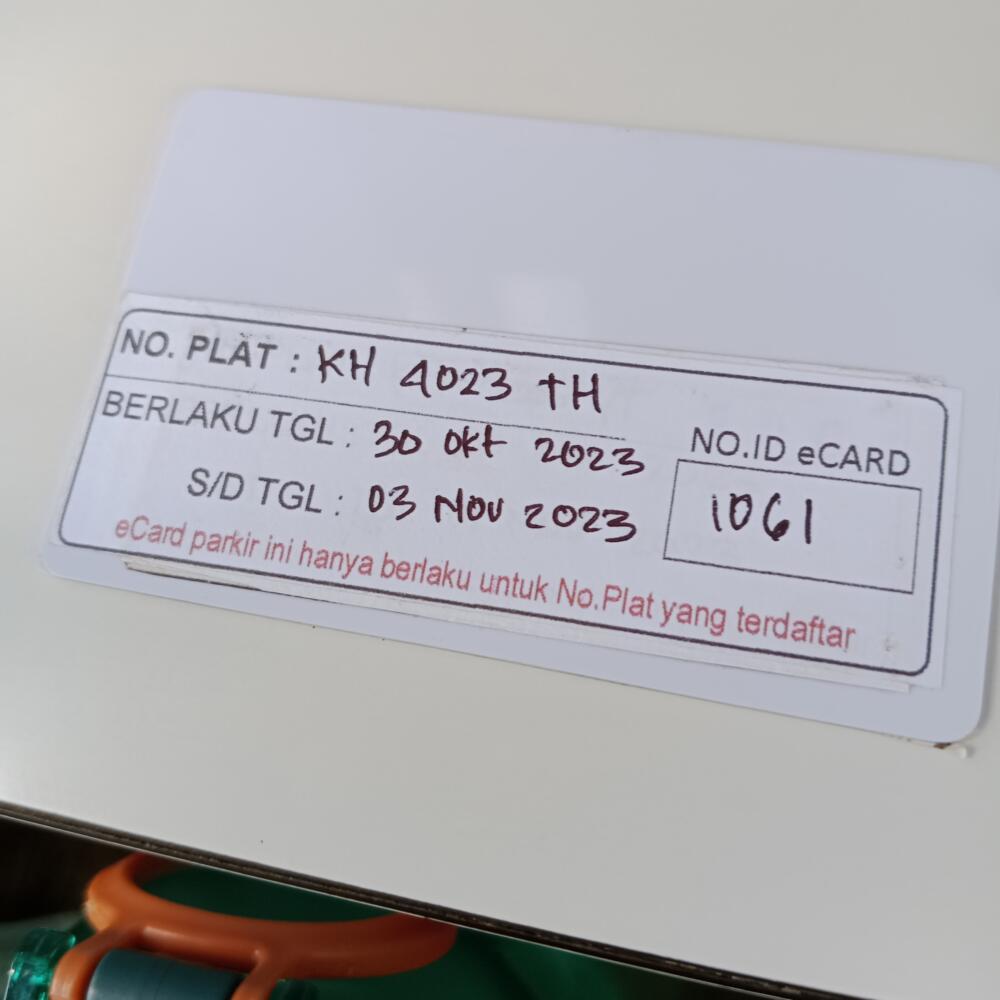 NO. PLAT : KH 4023 TH
BERLAKU TGL : 30 Okt 2023
NO.ID eCARD
S/D TGL : 03 Nov 2023
1061
eCard parkir ini hanya berlaku untuk No.Plat yang terdaftar